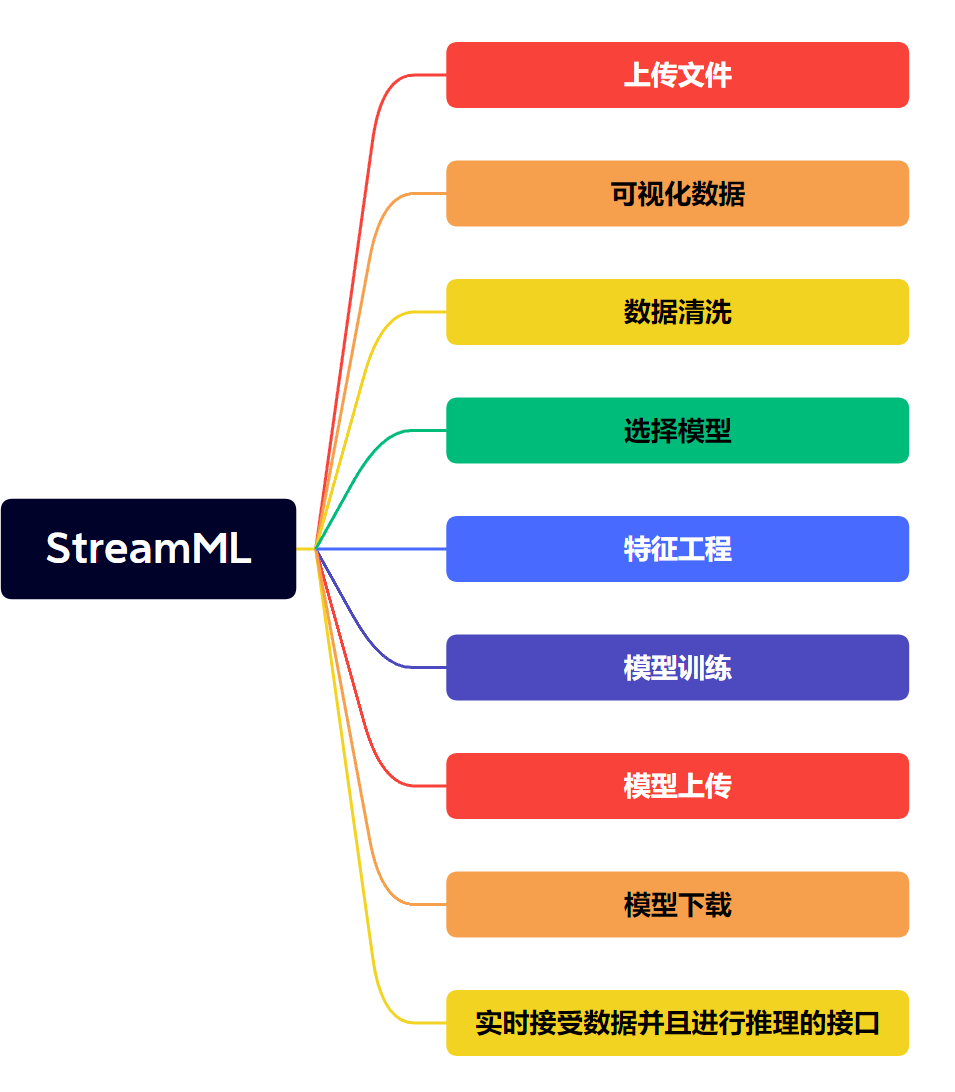 上传文件
可视化数据
数据清洗
选择模型
StreamML
特征工程
模型训练
模型上传
模型下载
实时接受数据并且进行推理的接口